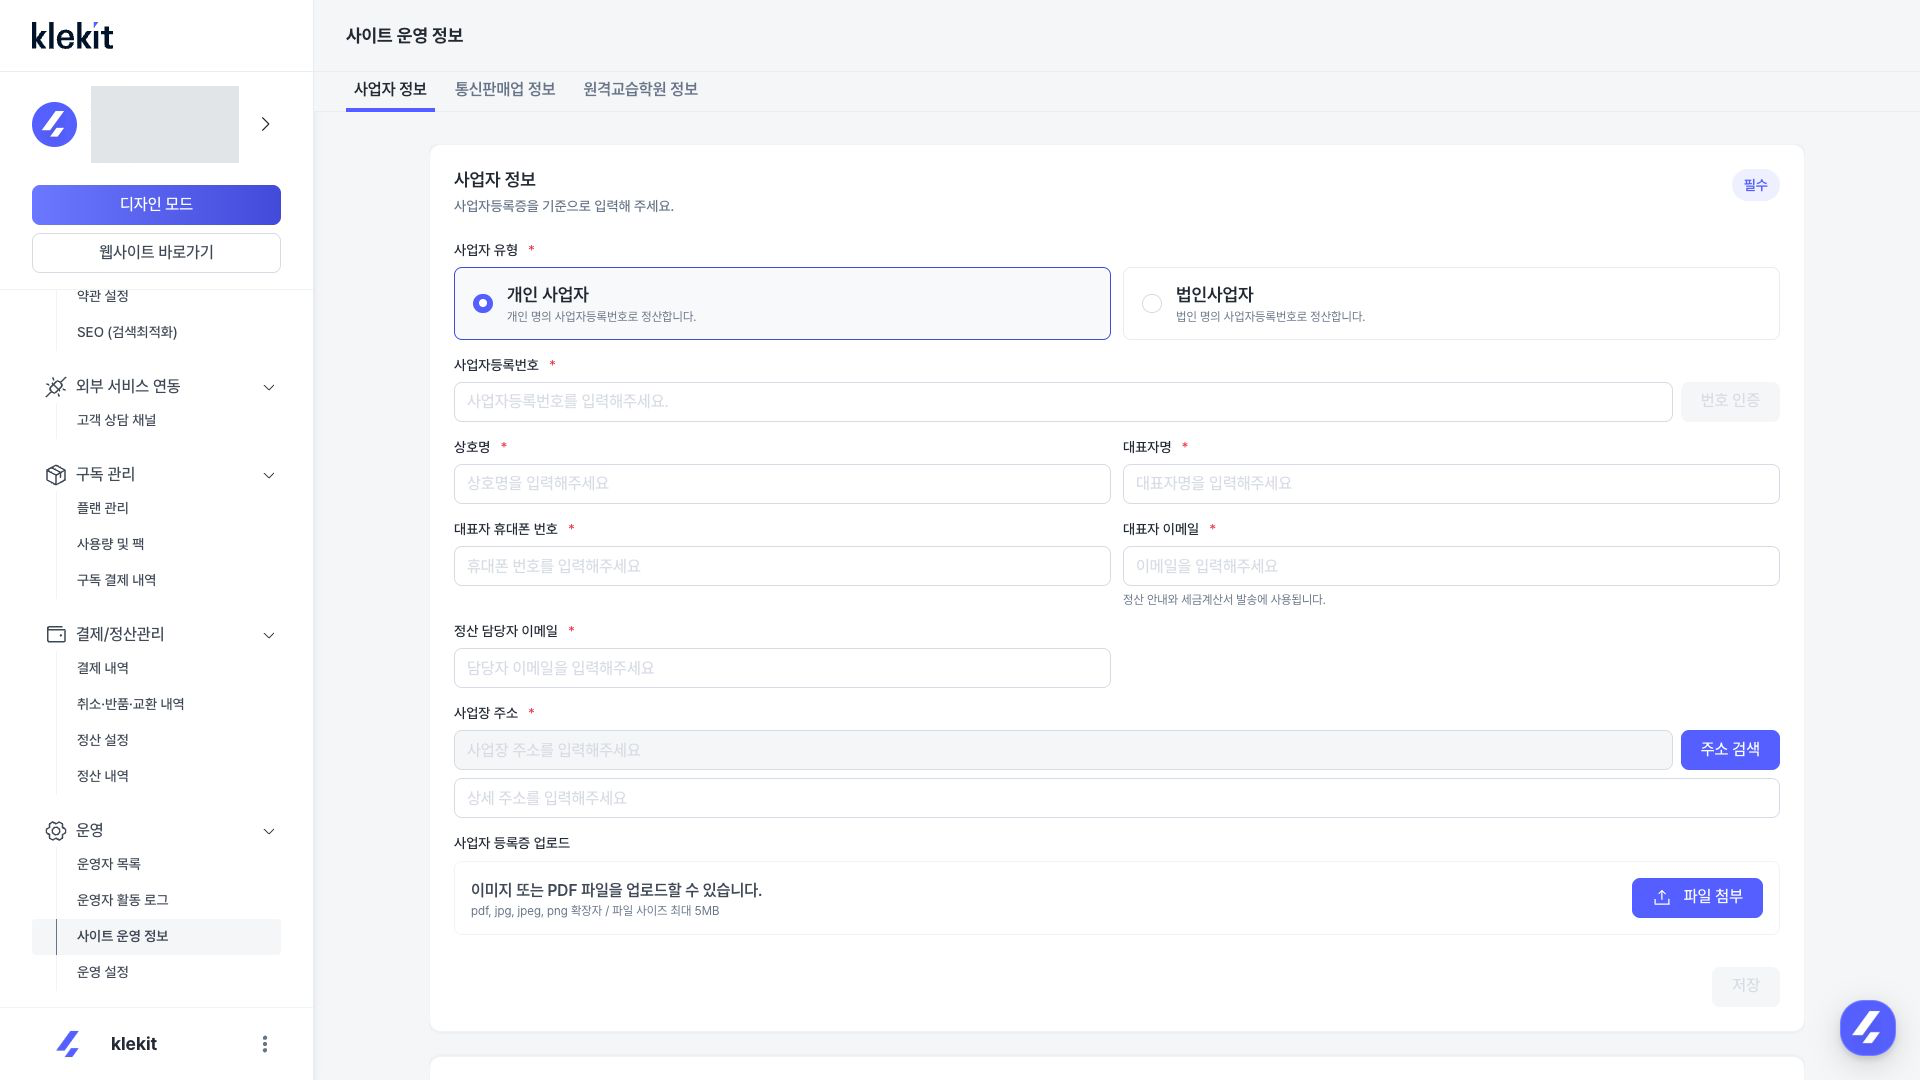 klekit
디자인 모드
웹사이트 바로가기
약관 설정
SEO (검색최적화)
외부 서비스 연동
고객 상담 채널
구독 관리
플랜 관리
사용량 및 팩
구독 결제 내역
결제/정산관리
결제 내역
취소·반품·교환 내역
정산 설정
정산 내역
운영
운영자 목록
운영자 활동 로그
사이트 운영 정보
운영 설정
klekit
사이트 운영 정보
사업자 정보 통신판매업 정보 원격교습학원 정보
사업자 정보
필수
사업자등록증을 기준으로 입력해 주세요.
사업자 유형 *
개인 사업자
개인 명의 사업자등록번호로 정산합니다.
법인사업자
법인 명의 사업자등록번호로 정산합니다.
사업자등록번호 *
사업자등록번호를 입력해주세요.
번호 인증
상호명 *
상호명을 입력해주세요
대표자명 *
대표자명을 입력해주세요
대표자 휴대폰 번호 *
휴대폰 번호를 입력해주세요
대표자 이메일 *
이메일을 입력해주세요
정산 안내와 세금계산서 발송에 사용됩니다.
정산 담당자 이메일 *
담당자 이메일을 입력해주세요
사업장 주소 *
사업장 주소를 입력해주세요
주소 검색
상세 주소를 입력해주세요
사업자 등록증 업로드
이미지 또는 PDF 파일을 업로드할 수 있습니다.
pdf, jpg, jpeg, png 확장자 / 파일 사이즈 최대 5MB
파일 첨부
저장